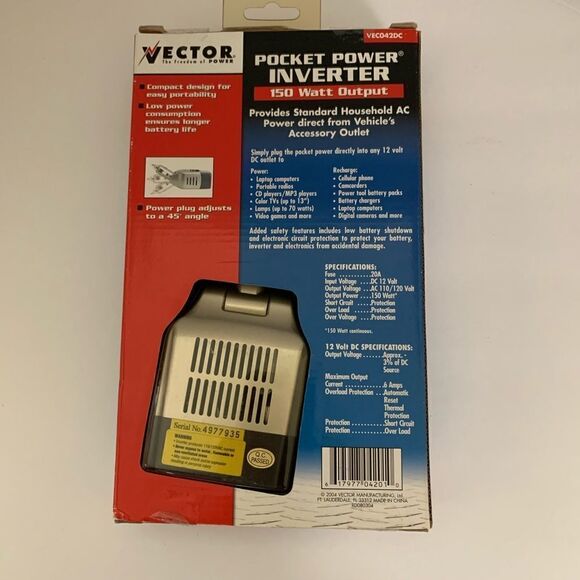 VEC042DC
VECTOR
The Freedom of POWER
POCKET POWER®
INVERTER
150 Watt Output
Compact design for
easy portability
Low power
consumption
ensures longer
battery life
Power plug adjusts
to a 45° angle
Provides Standard Household AC
Power direct from Vehicle's
Accessory Outlet
Simply plug the pocket power directly into any 12 volt
DC outlet to
Power:
• Laptop computers
• Portable radios
• CD players/MP3 players
• Color TVs (up to 13")
• Lamps (up to 70 watts)
• Video games and more
Recharge:
• Cellular phone
• Camcorders
• Power tool battery packs
• Battery chargers
• Laptop computers
• Digital cameras and more
Added safety features includes low battery shutdown
and electronic circuit protection to protect your battery,
inverter and electronics from accidental damage.
SPECIFICATIONS:
Fuse ............20A
Input Voltage ....DC 12 Volt
Output Voltage ...AC 110/120 Volt
Output Power ....150 Watt*
Short Circuit ....Protection
Over Load .......Protection
Over Voltage .....Protection
*150 Watt continuous.
12 Volt DC SPECIFICATIONS:
Output Voltage .......Approx. -
3% of DC
Source
Maximum Output
Current .............6 Amps
Overload Protection ...Automatic
Reset
Thermal
Protection
Protection ...........Short Circuit
Protection ...........Over Load
Serial No. 4977935
WARNING
Q.C.
PASSED
6 17977 04201 0
© 2004 VECTOR MANUFACTURING, Ltd.
FT. LAUDERDALE, FL 33312 MADE IN CHINA
RD080304